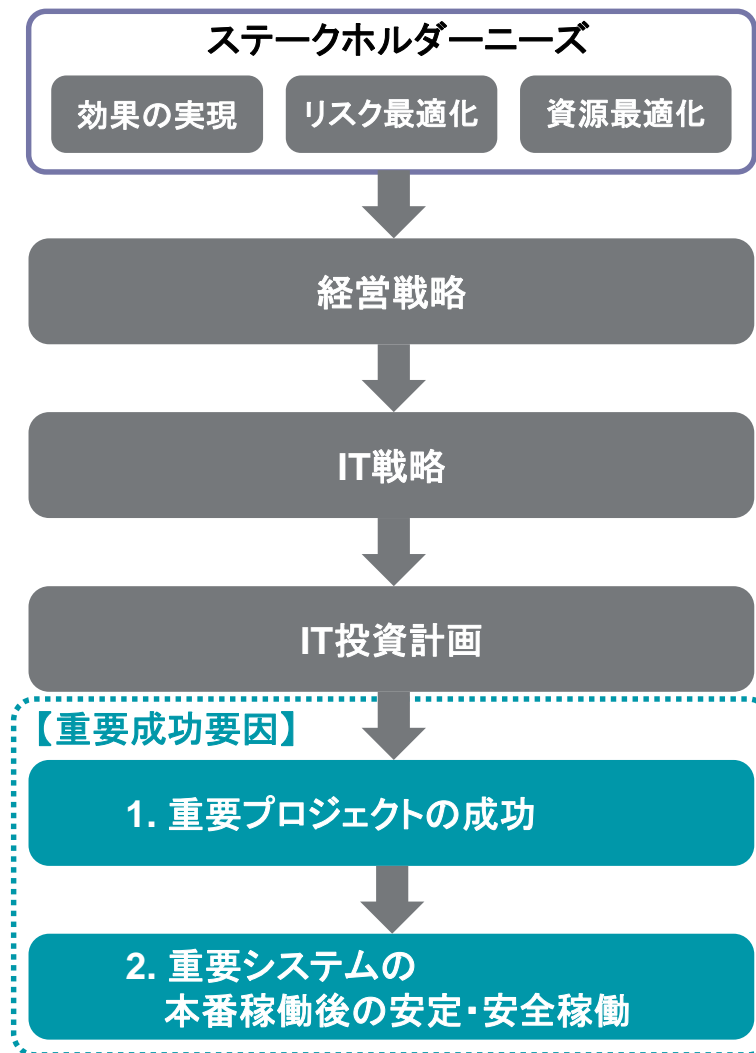 ステークホルダーニーズ
効果の実現
リスク最適化
資源最適化
経営戦略
IT戦略
IT投資計画
【重要成功要因】
1. 重要プロジェクトの成功
2. 重要システムの
本番稼働後の安定・安全稼働